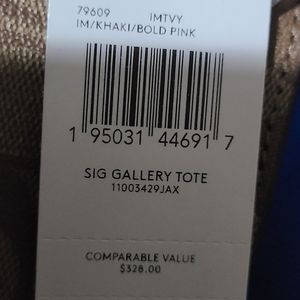 79609 IMTVY
IM/KHAKI/BOLD PINK
1 95031 44691 7
SIG GALLERY TOTE
11003429JAX
COMPARABLE VALUE
$328.00